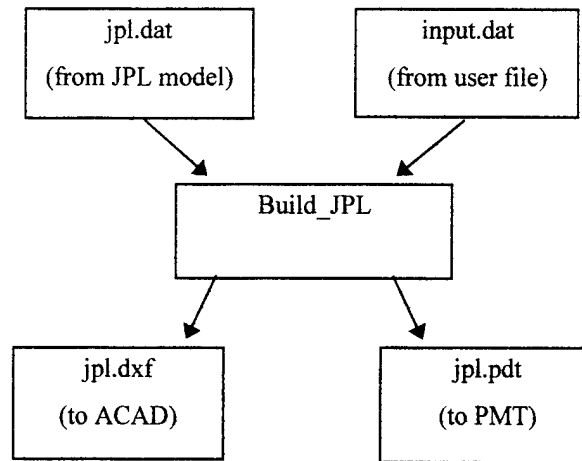 jpl.dat
(from JPL model)
input.dat
(from user file)
Build_JPL
jpl.dxf
(to ACAD)
jpl.pdt
(to PMT)